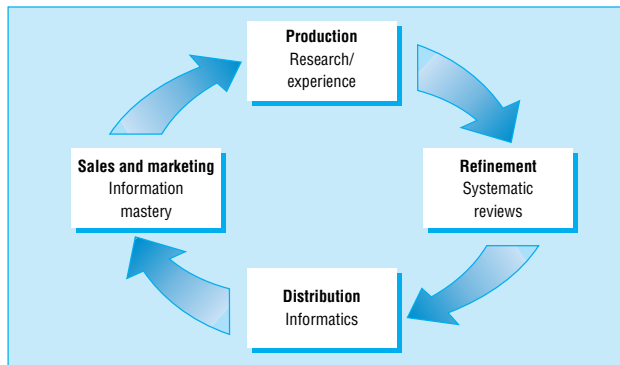 Production
Research/
experience
Sales and marketing
Information
mastery
Refinement
Systematic
reviews
Distribution
Informatics